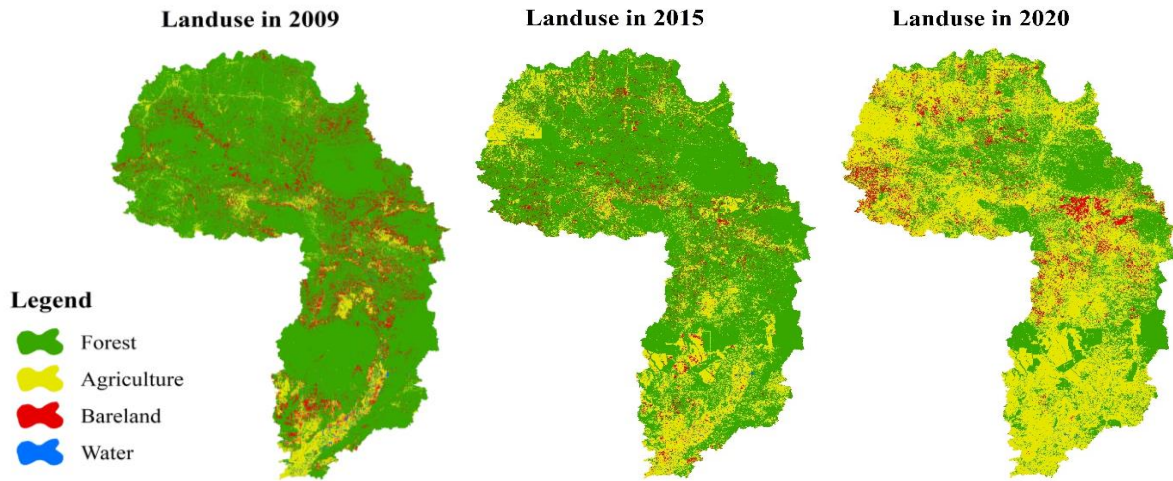 Landuse in 2009
Landuse in 2015
Landuse in 2020
Legend
Forest
Agriculture
Bareland
Water